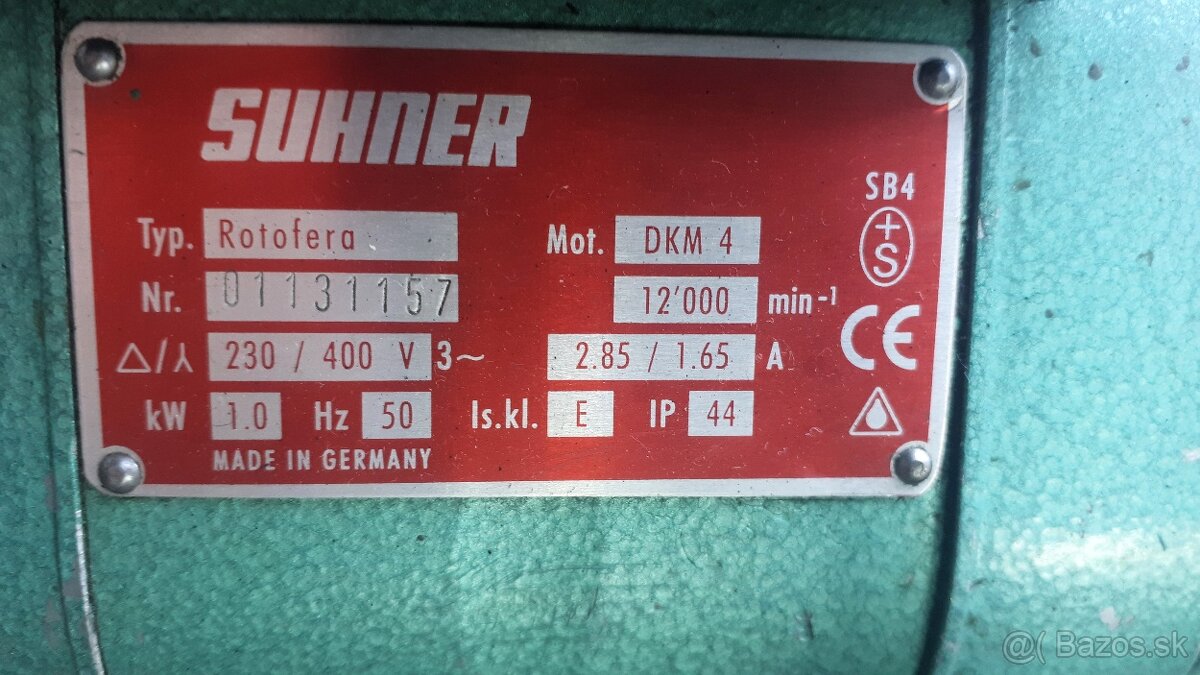 SUHNER
SB4
+S
Typ. Rotofera Mot. DKM 4
Nr. 01131157 12'000 min-1
△/⅄ 230 / 400 V 3~ 2.85 / 1.65 A
CE
kW 1.0 Hz 50 Is.kl. E IP 44
MADE IN GERMANY
@( Bazos.sk